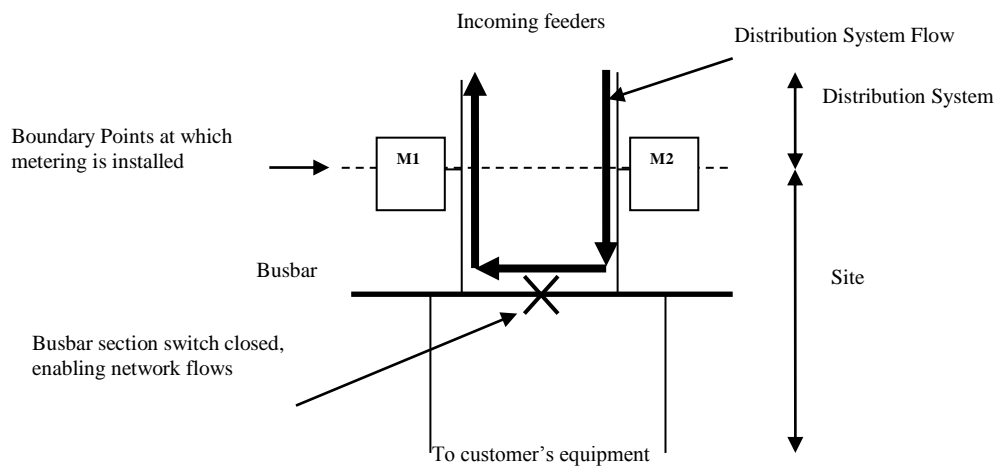 Incoming feeders
Distribution System Flow
Distribution System
Boundary Points at which
metering is installed
M1
M2
Busbar
Site
Busbar section switch closed,
enabling network flows
To customer’s equipment